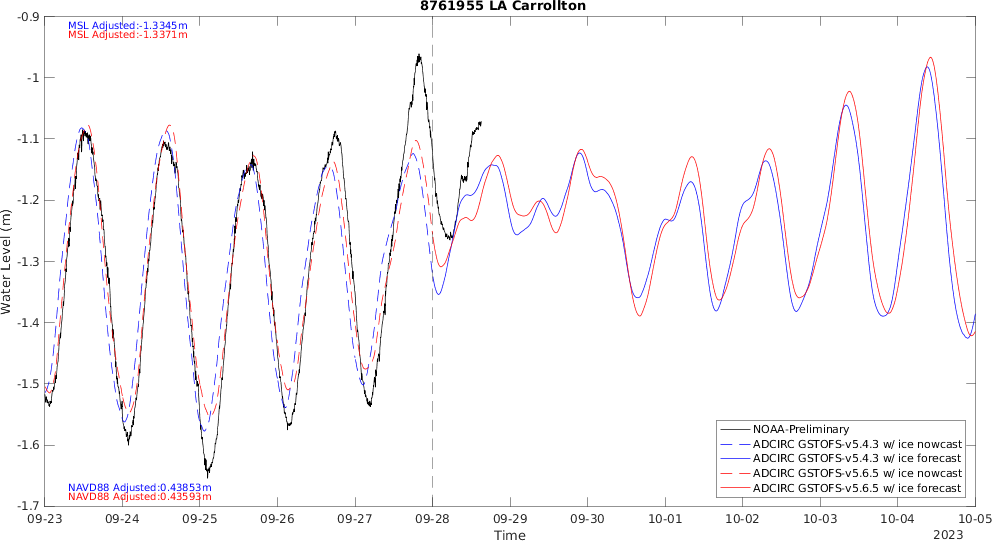 8761955 LA Carrollton
MSL Adjusted:-1.3345m
MSL Adjusted:-1.3371m
-0.9
-1
-1.1
-1.2
-1.3
-1.4
-1.5
-1.6
-1.7
Water Level (m)
NAVD88 Adjusted:0.43853m
NAVD88 Adjusted:0.43593m
NOAA-Preliminary
ADCIRC GSTOFS-v5.4.3 w/ ice nowcast
ADCIRC GSTOFS-v5.4.3 w/ ice forecast
ADCIRC GSTOFS-v5.6.5 w/ ice nowcast
ADCIRC GSTOFS-v5.6.5 w/ ice forecast
09-23 09-24 09-25 09-26 09-27 09-28 09-29 09-30 10-01 10-02 10-03 10-04 10-05
Time
2023